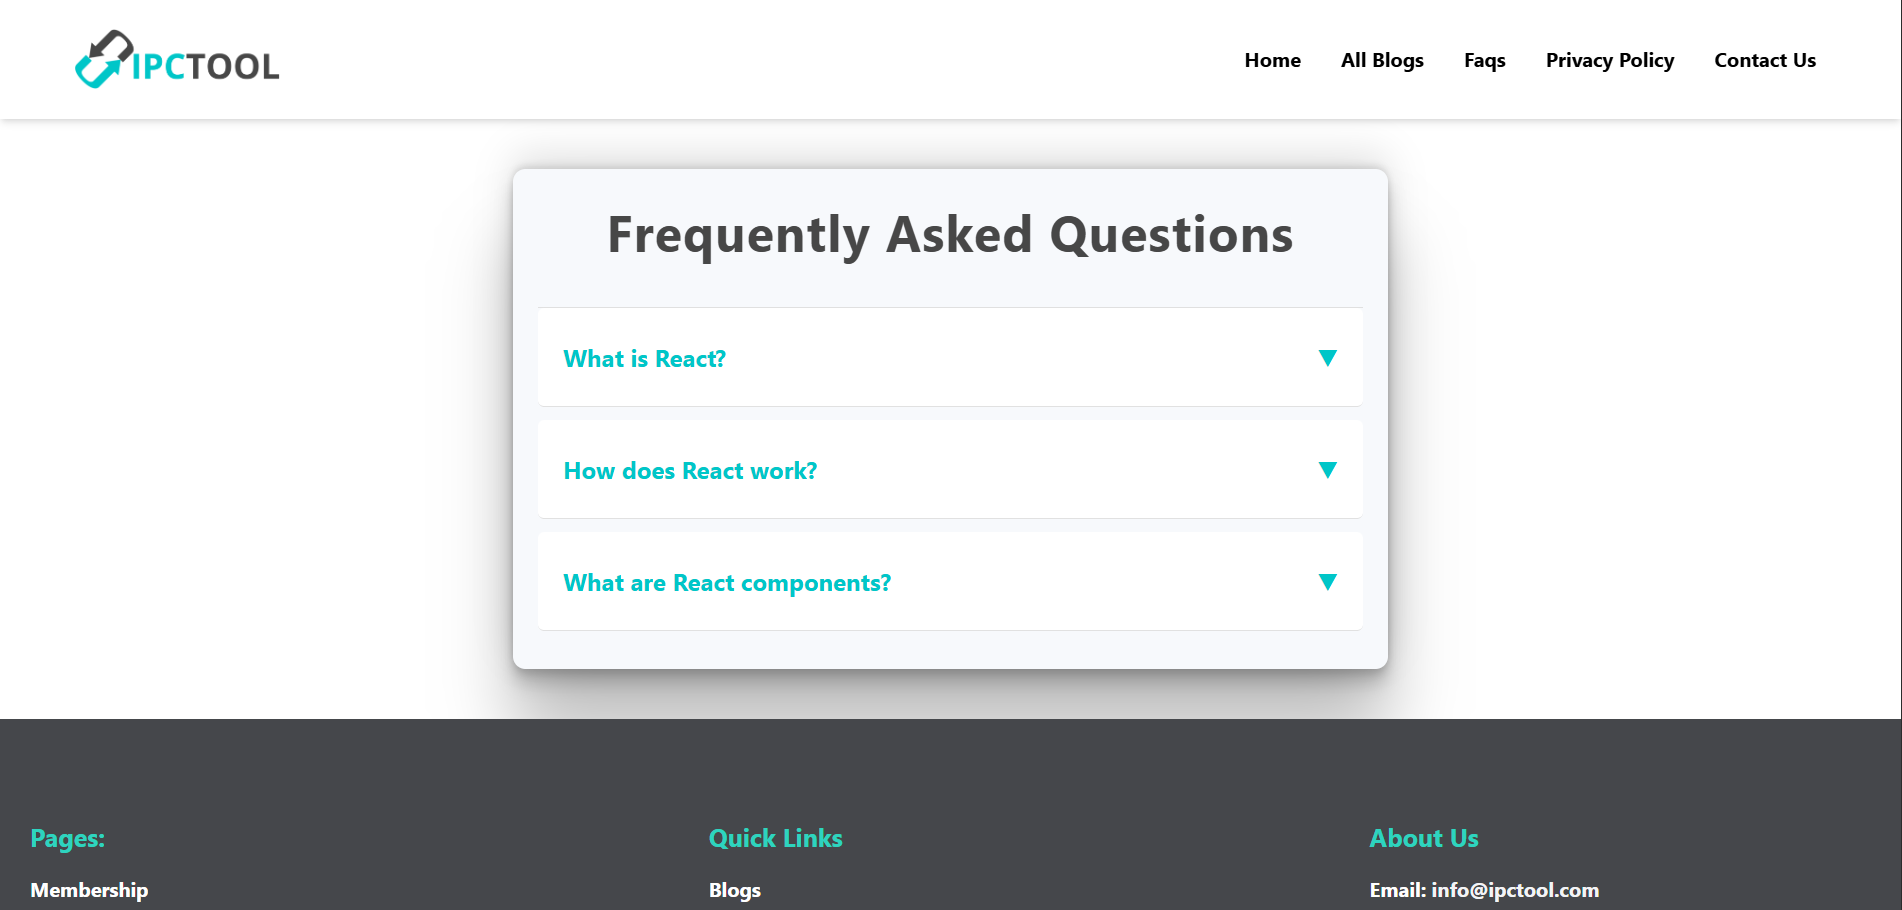 IPCTOOL
Home All Blogs Faqs Privacy Policy Contact Us
Frequently Asked Questions
What is React? ▼
How does React work? ▼
What are React components? ▼
Pages: Quick Links About Us
Membership Blogs Email: info@ipctool.com